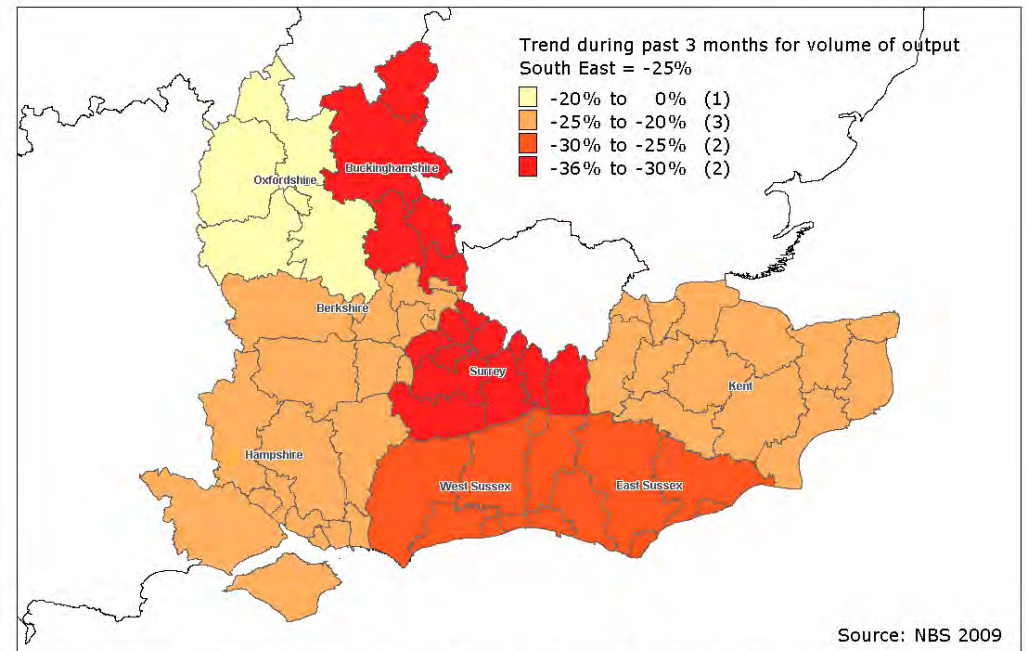 Trend during past 3 months for volume of output
South East = -25%
-20% to 0% (1)
-25% to -20% (3)
-30% to -25% (2)
-36% to -30% (2)
Buckinghamshire
Oxfordshire
Berkshire
Surrey
Kent
Hampshire
West Sussex
East Sussex
Source: NBS 2009